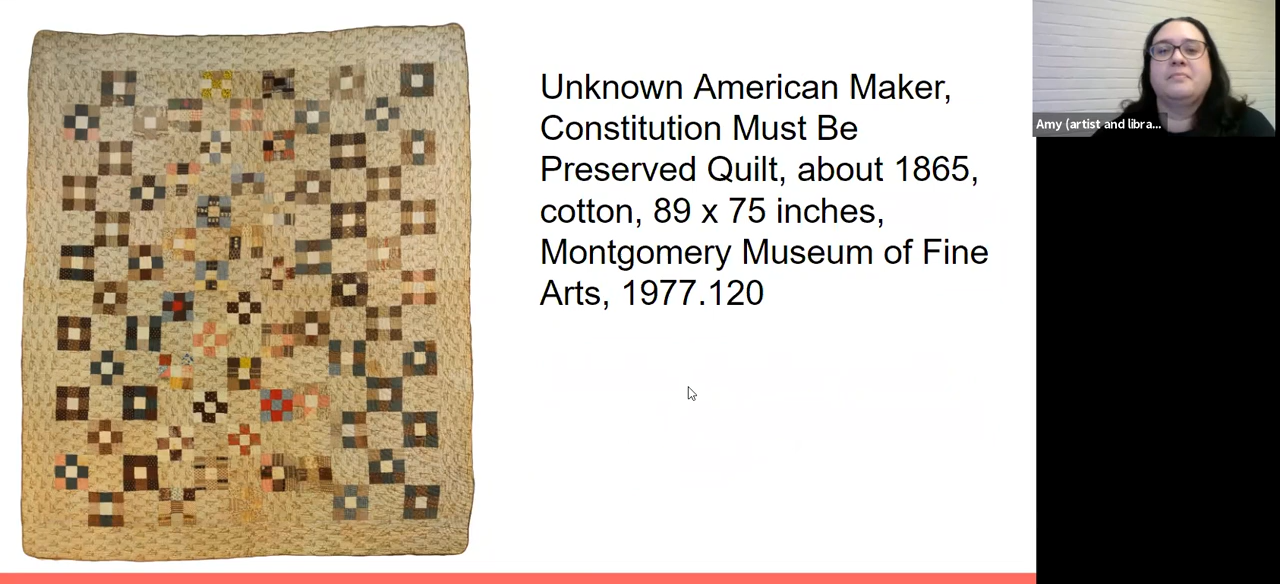 Unknown American Maker,
Constitution Must Be
Preserved Quilt, about 1865,
cotton, 89 x 75 inches,
Montgomery Museum of Fine
Arts, 1977.120
Amy (artist and libra...